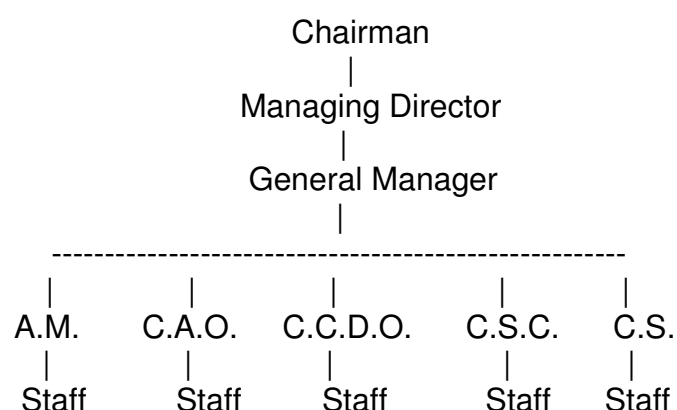 Chairman
|
Managing Director
|
General Manager
|
------------------------------------------------------
| | | | |
A.M. C.A.O. C.C.D.O. C.S.C. C.S.
| | | | |
Staff Staff Staff Staff Staff